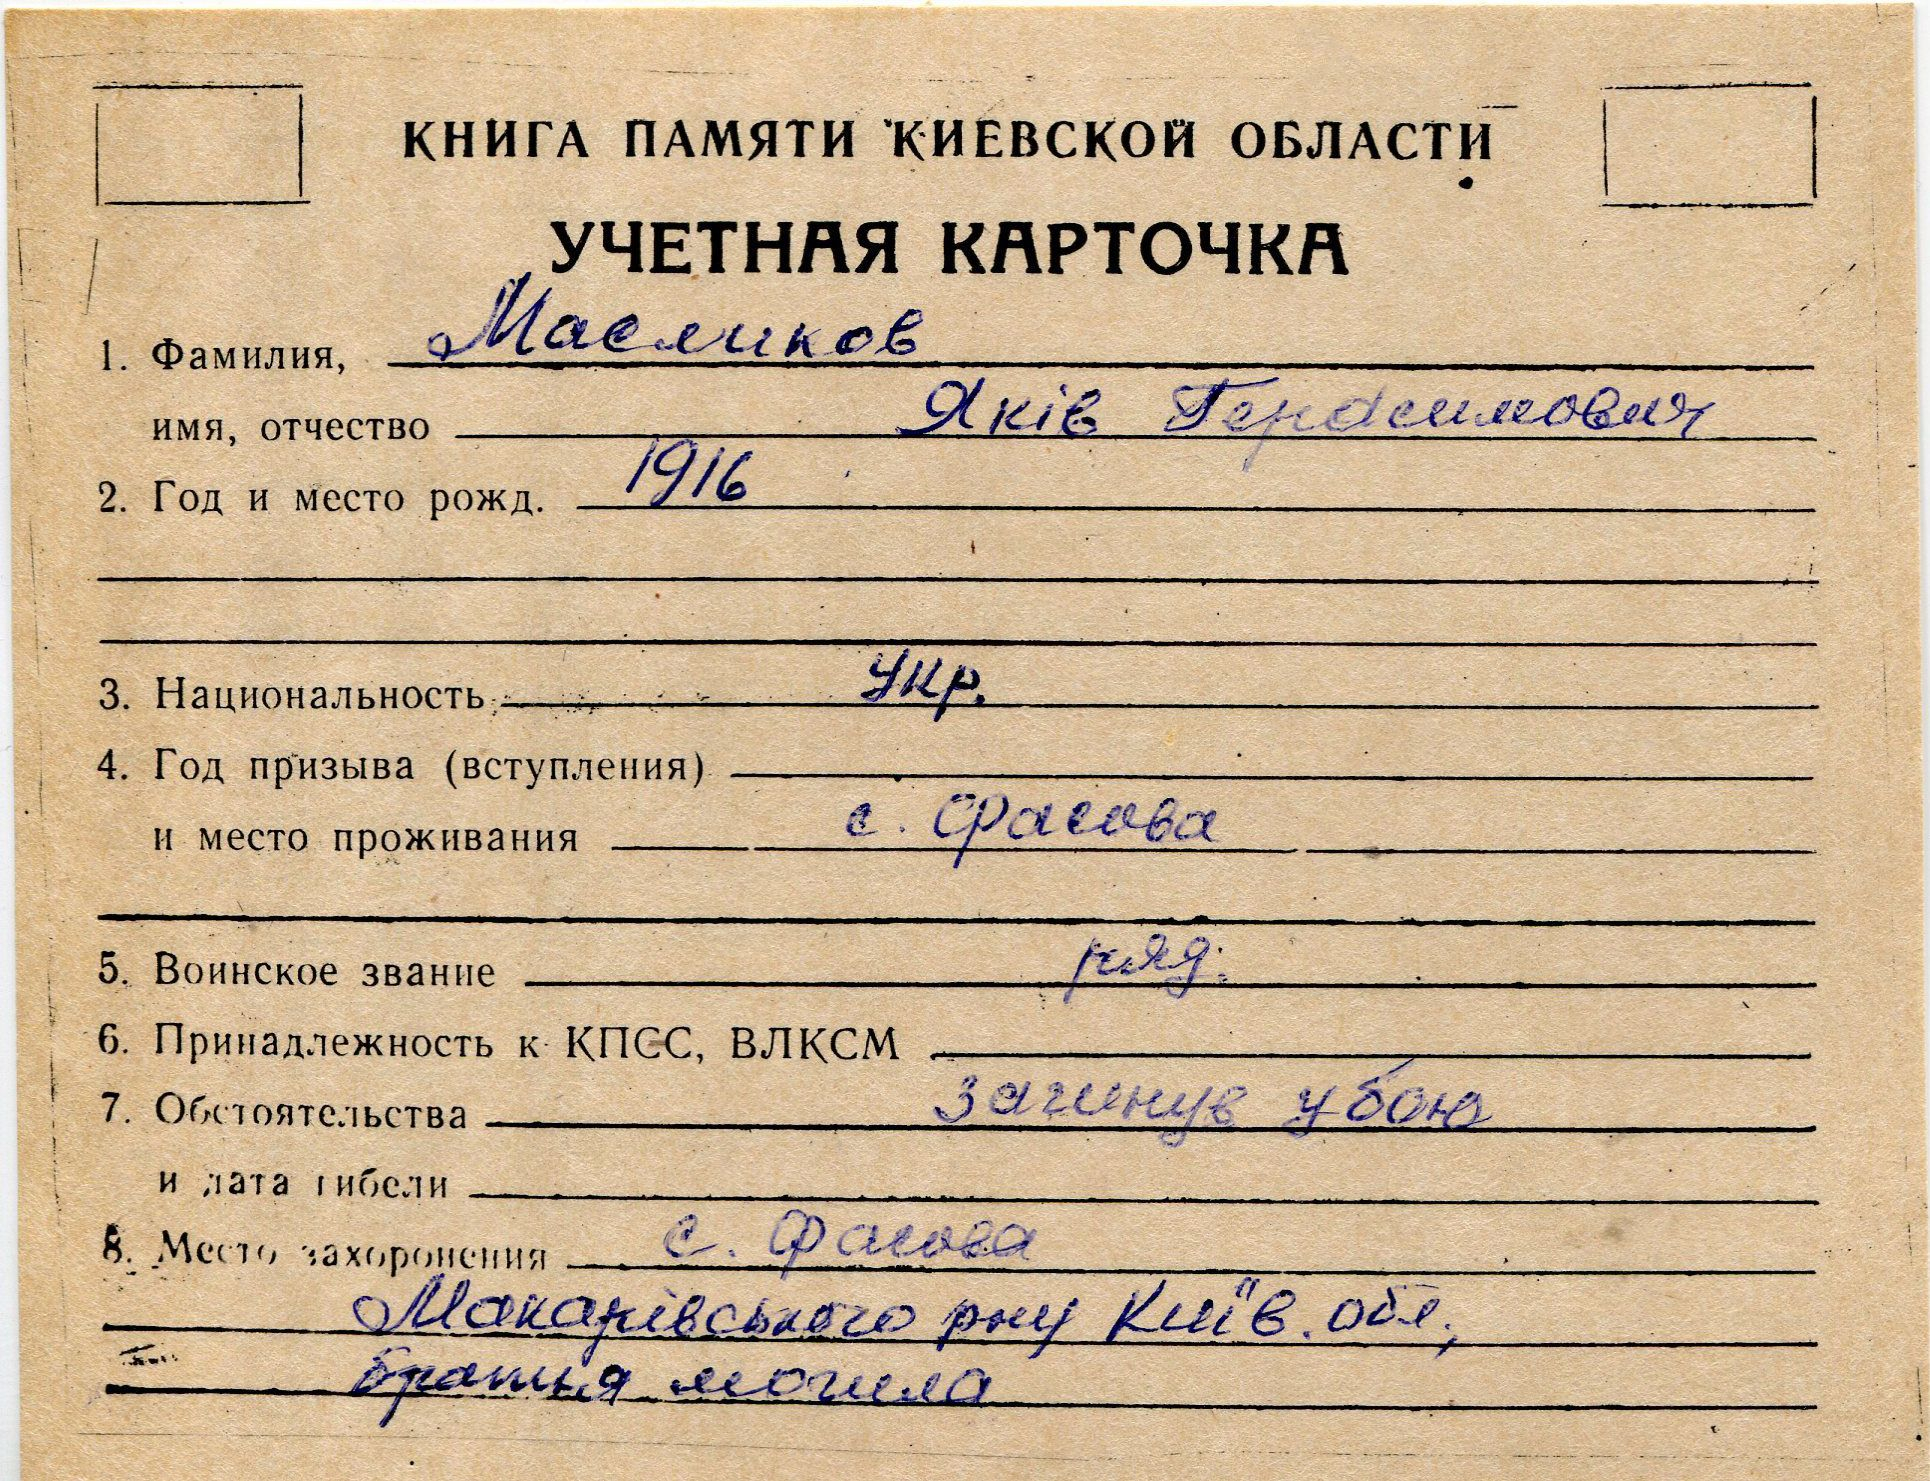 КНИГА ПАМЯТИ КИЕВСКОЙ ОБЛАСТИ
УЧЕТНАЯ КАРТОЧКА
1. Фамилия, Масликов
имя, отчество Яків Герасимович
2. Год и место рожд. 1916
3. Национальность укр.
4. Год призыва (вступления)
и место проживания с. Фасова
5. Воинское звание ряд.
6. Принадлежность к КПСС, ВЛКСМ
7. Обстоятельства загинув у бою
и дата гибели
8. Место захоронения с. Фасова
Макарівського рну Київ. обл.,
братня могила